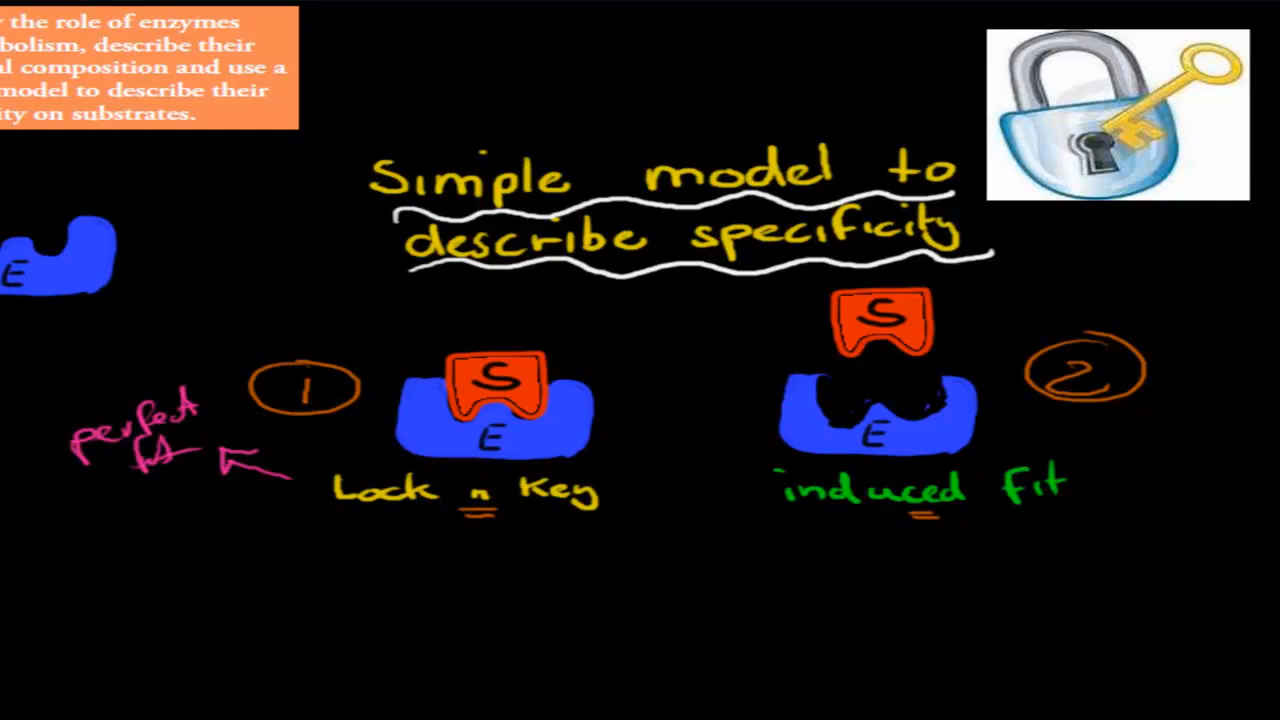 the role of enzymes
bolism, describe their
l composition and use a
model to describe their
ity on substrates.
Simple model to
describe specificity
E
S
E
1
perfect
fit
Lock n Key
S
E
2
induced fit